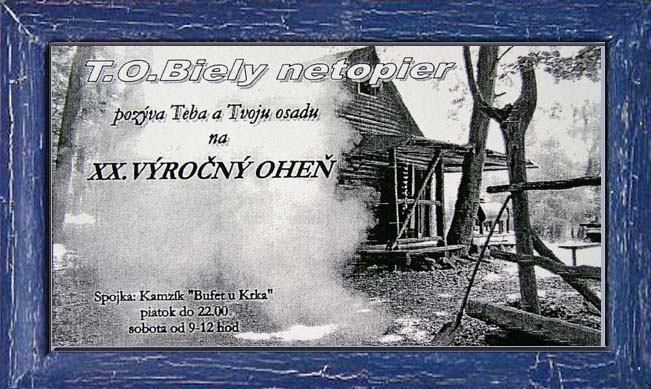 T.O.Biely netopier
pozýva Teba a Tvoju osadu
na
XX.VÝROČNÝ OHEŇ
Spojka: Kamzík "Bufet u Krka"
piatok do 22.00
sobota od 9-12 hod